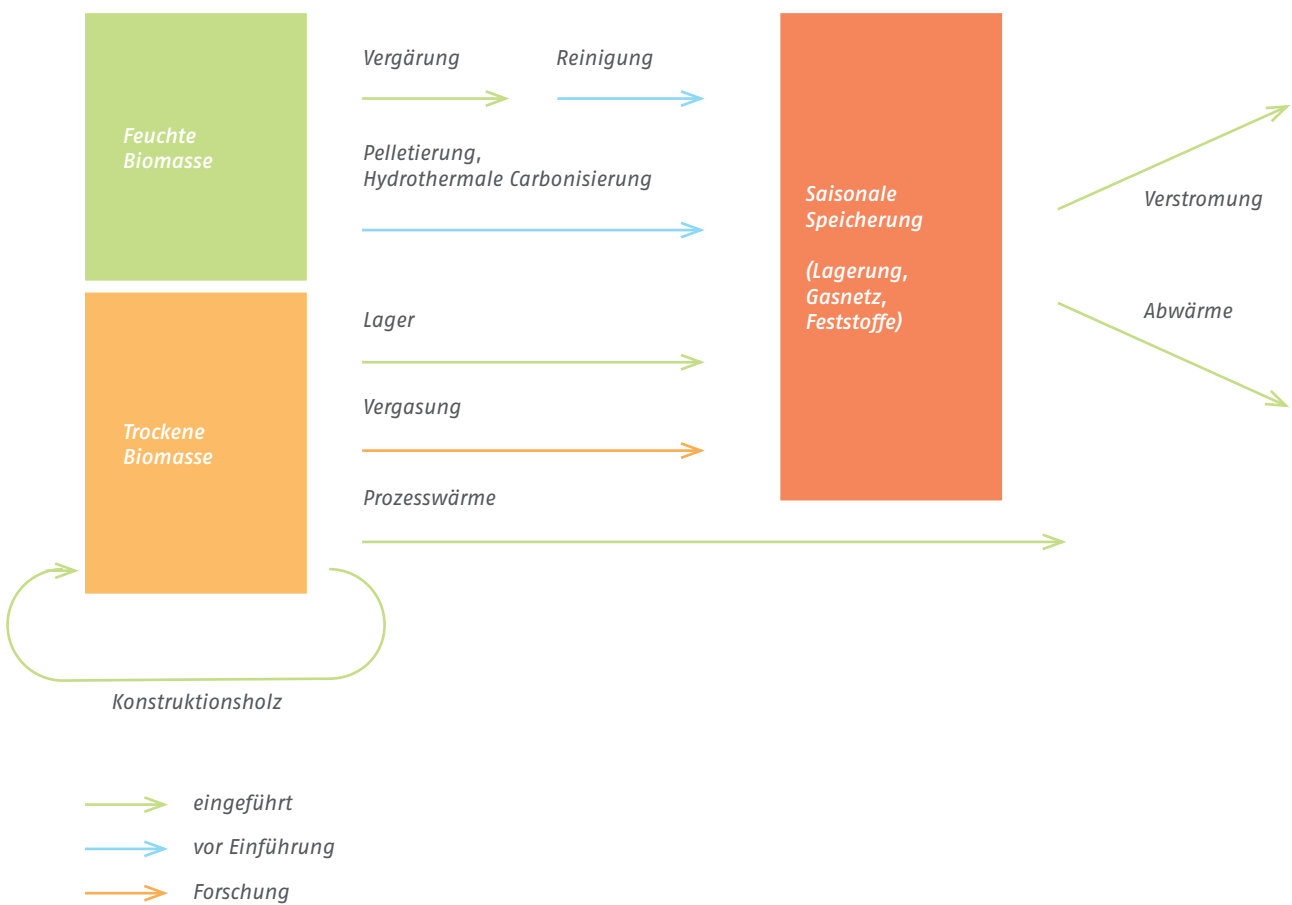 Feuchte
Biomasse
Vergärung
Reinigung
Pelletierung,
Hydrothermale Carbonisierung
Trockene
Biomasse
Lager
Vergasung
Prozesswärme
Konstruktionsholz
Saisonale
Speicherung
(Lagerung,
Gasnetz,
Feststoffe)
Verstromung
Abwärme
eingeführt
vor Einführung
Forschung